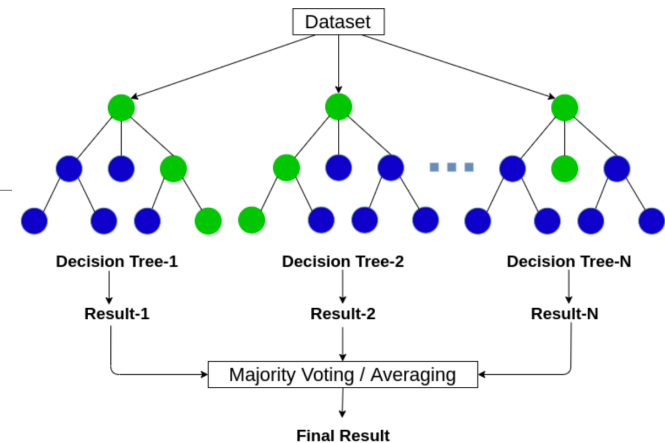 Dataset
Decision Tree-1
Decision Tree-2
Decision Tree-N
Result-1
Result-2
Result-N
Majority Voting / Averaging
Final Result